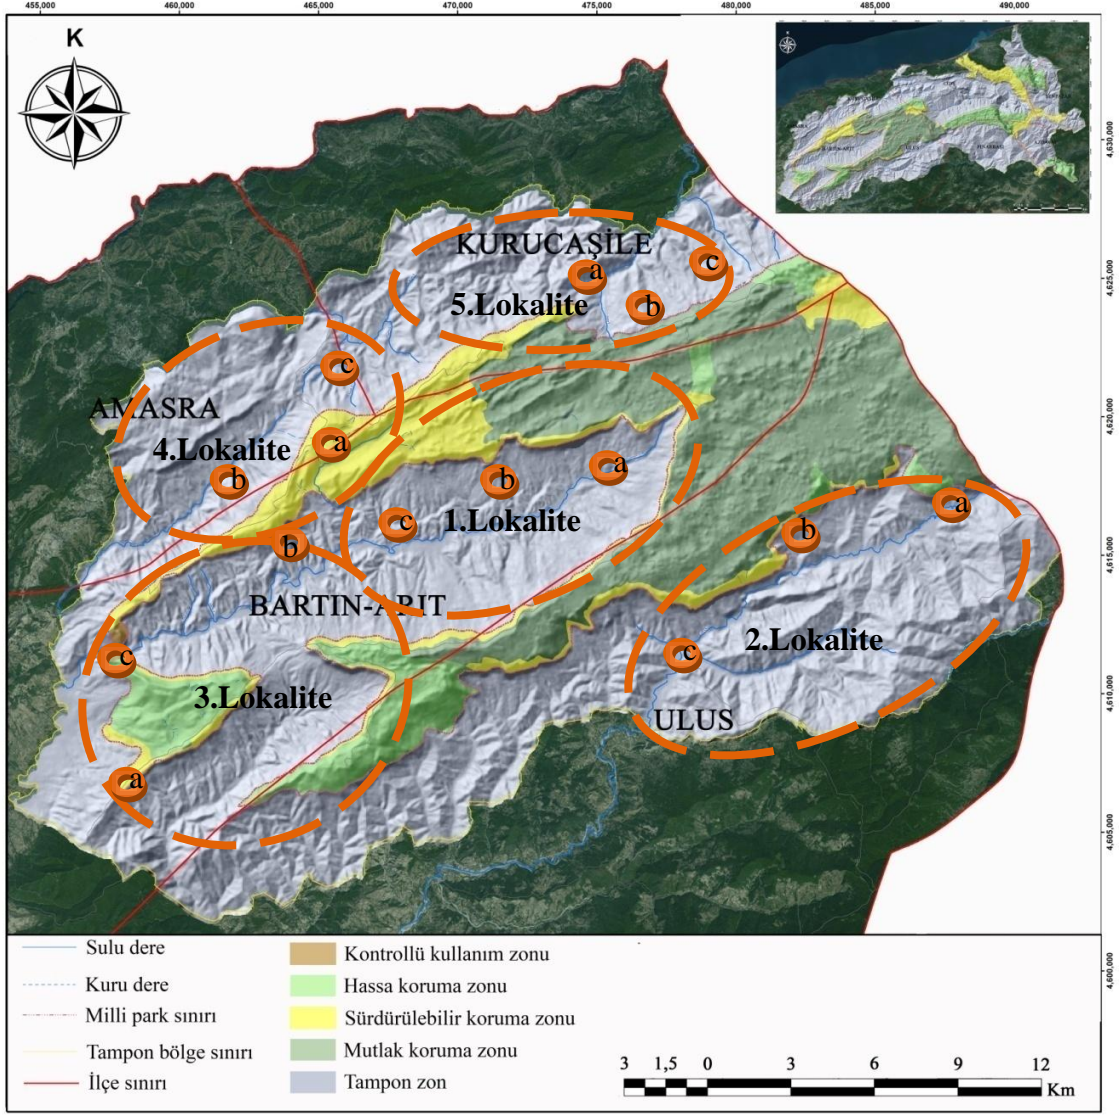 455,000 460,000 465,000 470,000 475,000 480,000 485,000 490,000
K
4,630,000
KURUCAŞİLE
a
c
4,625,000
5.Lokalite
b
c
AMASRA
4,620,000
4.Lokalite
a
b
b
a
a
c
1.Lokalite
b
b
4,615,000
BARTIN-ARIT
c
c
2.Lokalite
3.Lokalite
4,610,000
ULUS
a
4,605,000
Sulu dere
Kuru dere
Milli park sınırı
Tampon bölge sınırı
İlçe sınırı
Kontrollü kullanım zonu
Hassa koruma zonu
Sürdürülebilir koruma zonu
Mutlak koruma zonu
Tampon zon
4,600,000
3 1,5 0 3 6 9 12
Km